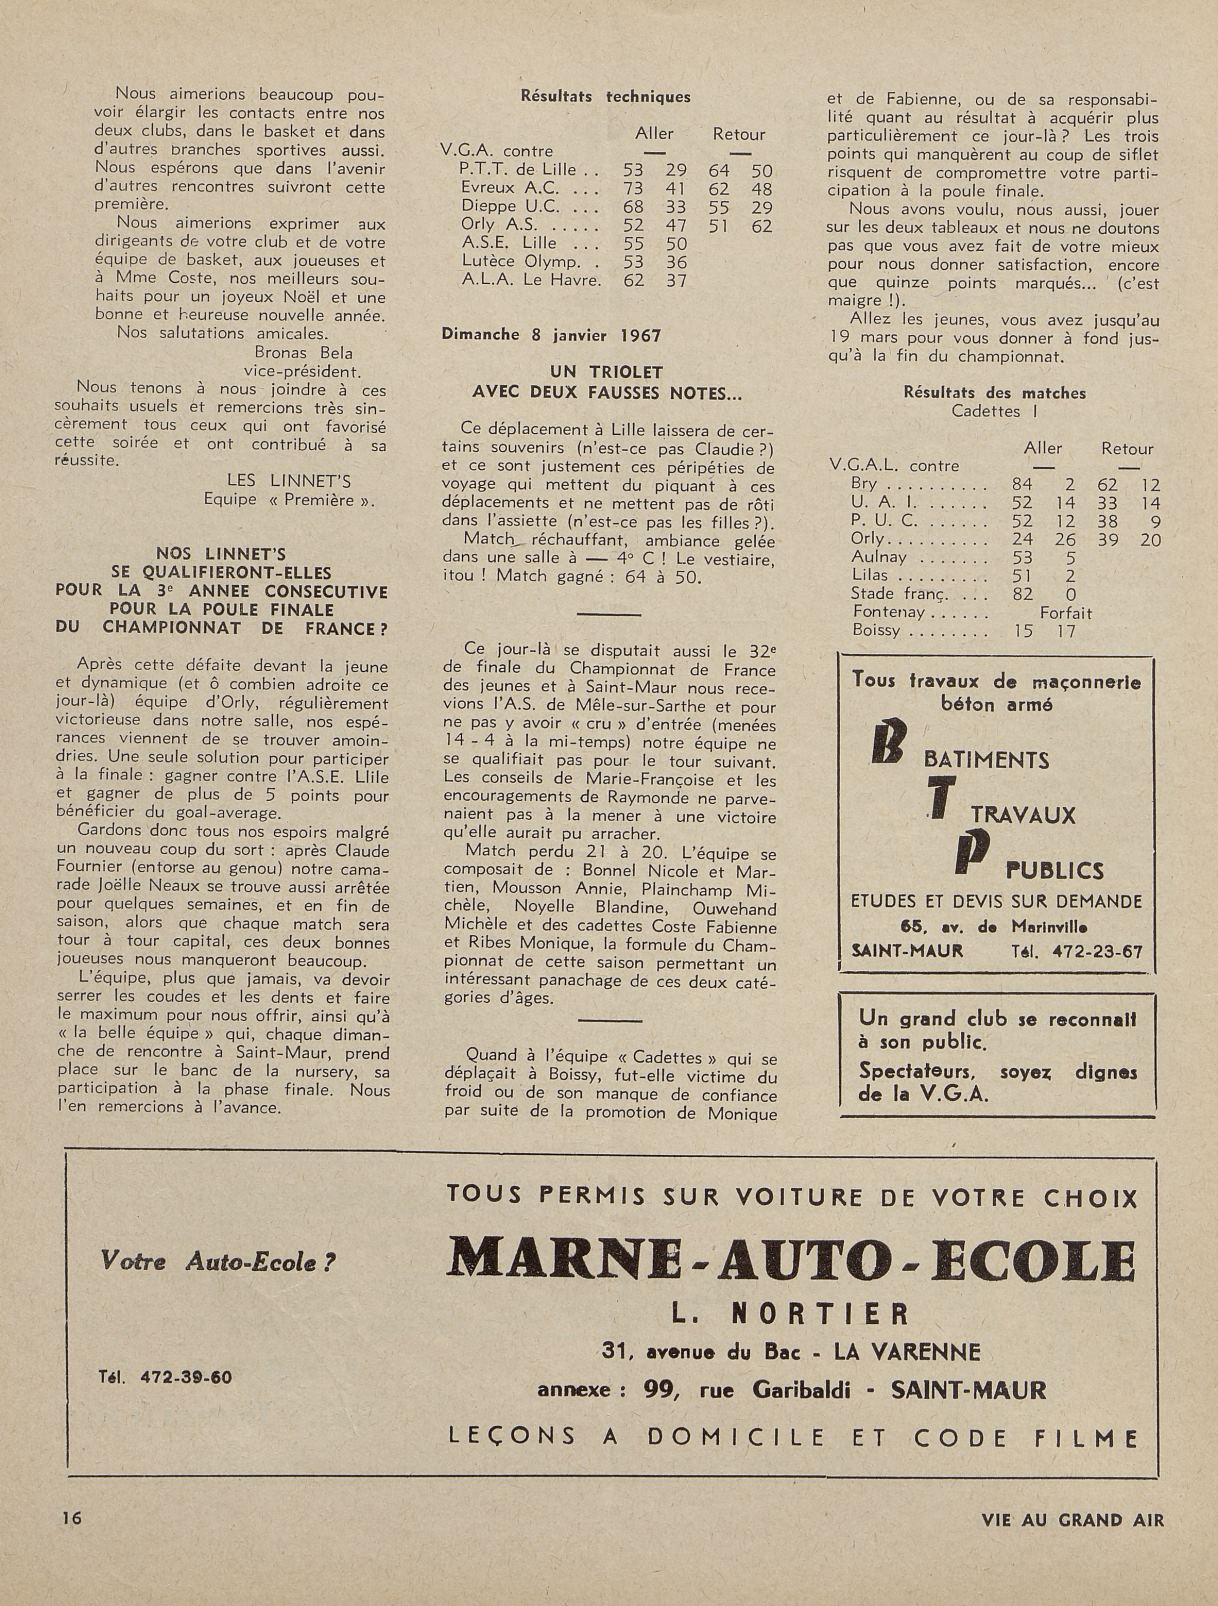 Nous aimerions beaucoup pou-
voir élargir les contacts entre nos
deux clubs, dans le basket et dans
d'autres branches sportives aussi.
Nous espérons que dans l'avenir
d'autres rencontres suivront cette
première.
Nous aimerions exprimer aux
dirigeants de votre club et de votre
équipe de basket, aux joueuses et
à Mme Coste, nos meilleurs sou-
haits pour un joyeux Noël et une
bonne et heureuse nouvelle année.
Nos salutations amicales.
Bronas Bela
vice-président.
Nous tenons à nous joindre à ces
souhaits usuels et remercions très sin-
cèrement tous ceux qui ont favorisé
cette soirée et ont contribué à sa
réussite.
LES LINNET'S
Equipe « Première ».
NOS LINNET'S
SE QUALIFIERONT-ELLES
POUR LA 3e ANNEE CONSECUTIVE
POUR LA POULE FINALE
DU CHAMPIONNAT DE FRANCE ?
Après cette défaite devant la jeune
et dynamique (et ô combien adroite ce
jour-là) équipe d'Orly, régulièrement
victorieuse dans notre salle, nos espé-
rances viennent de se trouver amoin-
dries. Une seule solution pour participer
à la finale : gagner contre l'A.S.E. Llile
et gagner de plus de 5 points pour
bénéficier du goal-average.
Gardons donc tous nos espoirs malgré
un nouveau coup du sort : après Claude
Fournier (entorse au genou) notre cama-
rade Joëlle Neaux se trouve aussi arrêtée
pour quelques semaines, et en fin de
saison, alors que chaque match sera
tour à tour capital, ces deux bonnes
joueuses nous manqueront beaucoup.
L'équipe, plus que jamais, va devoir
serrer les coudes et les dents et faire
le maximum pour nous offrir, ainsi qu'à
« la belle équipe » qui, chaque diman-
che de rencontre à Saint-Maur, prend
place sur le banc de la nursery, sa
participation à la phase finale. Nous
l'en remercions à l'avance.
Résultats techniques
Aller Retour
V.G.A. contre — —
P.T.T. de Lille . . 53 29 64 50
Evreux A.C. . . . 73 41 62 48
Dieppe U.C. . . . 68 33 55 29
Orly A.S. . . . . . 52 47 51 62
A.S.E. Lille . . . 55 50
Lutèce Olymp. . 53 36
A.L.A. Le Havre. 62 37
Dimanche 8 janvier 1967
UN TRIOLET
AVEC DEUX FAUSSES NOTES...
Ce déplacement à Lille laissera de cer-
tains souvenirs (n'est-ce pas Claudie ?)
et ce sont justement ces péripéties de
voyage qui mettent du piquant à ces
déplacements et ne mettent pas de rôti
dans l'assiette (n'est-ce pas les filles ?).
Match réchauffant, ambiance gelée
dans une salle à — 4° C ! Le vestiaire,
itou ! Match gagné : 64 à 50.
Ce jour-là se disputait aussi le 32e
de finale du Championnat de France
des jeunes et à Saint-Maur nous rece-
vions l'A.S. de Mêle-sur-Sarthe et pour
ne pas y avoir « cru » d'entrée (menées
14 - 4 à la mi-temps) notre équipe ne
se qualifiait pas pour le tour suivant.
Les conseils de Marie-Françoise et les
encouragements de Raymonde ne parve-
naient pas à la mener à une victoire
qu'elle aurait pu arracher.
Match perdu 21 à 20. L'équipe se
composait de : Bonnel Nicole et Mar-
tien, Mousson Annie, Plainchamp Mi-
chèle, Noyelle Blandine, Ouwehand
Michèle et des cadettes Coste Fabienne
et Ribes Monique, la formule du Cham-
pionnat de cette saison permettant un
intéressant panachage de ces deux caté-
gories d'âges.
Quand à l'équipe « Cadettes » qui se
déplaçait à Boissy, fut-elle victime du
froid ou de son manque de confiance
par suite de la promotion de Monique
et de Fabienne, ou de sa responsabi-
lité quant au résultat à acquérir plus
particulièrement ce jour-là ? Les trois
points qui manquèrent au coup de siflet
risquent de compromettre votre parti-
cipation à la poule finale.
Nous avons voulu, nous aussi, jouer
sur les deux tableaux et nous ne doutons
pas que vous avez fait de votre mieux
pour nous donner satisfaction, encore
que quinze points marqués... (c'est
maigre !).
Allez les jeunes, vous avez jusqu'au
19 mars pour vous donner à fond jus-
qu'à la fin du championnat.
Résultats des matches
Cadettes I
Aller Retour
V.G.A.L. contre — —
Bry . . . . . . . . . . 84 2 62 12
U. A. I. . . . . . . 52 14 33 14
P. U. C. . . . . . . 52 12 38 9
Orly. . . . . . . . . . 24 26 39 20
Aulnay . . . . . . . 53 5
Lilas . . . . . . . . . 51 2
Stade franç. . . . 82 0
Fontenay . . . . . . Forfait
Boissy . . . . . . . . 15 17
Tous travaux de maçonnerie
béton armé
B BATIMENTS
T TRAVAUX
P PUBLICS
ETUDES ET DEVIS SUR DEMANDE
65, av. de Marinville
SAINT-MAUR Tél. 472-23-67
Un grand club se reconnaît
à son public.
Spectateurs, soyez dignes
de la V.G.A.
TOUS PERMIS SUR VOITURE DE VOTRE CHOIX
Votre Auto-Ecole ?
MARNE-AUTO-ECOLE
L. NORTIER
31, avenue du Bac - LA VARENNE
Tél. 472-39-60
annexe : 99, rue Garibaldi - SAINT-MAUR
LEÇONS A DOMICILE ET CODE FILME
16
VIE AU GRAND AIR